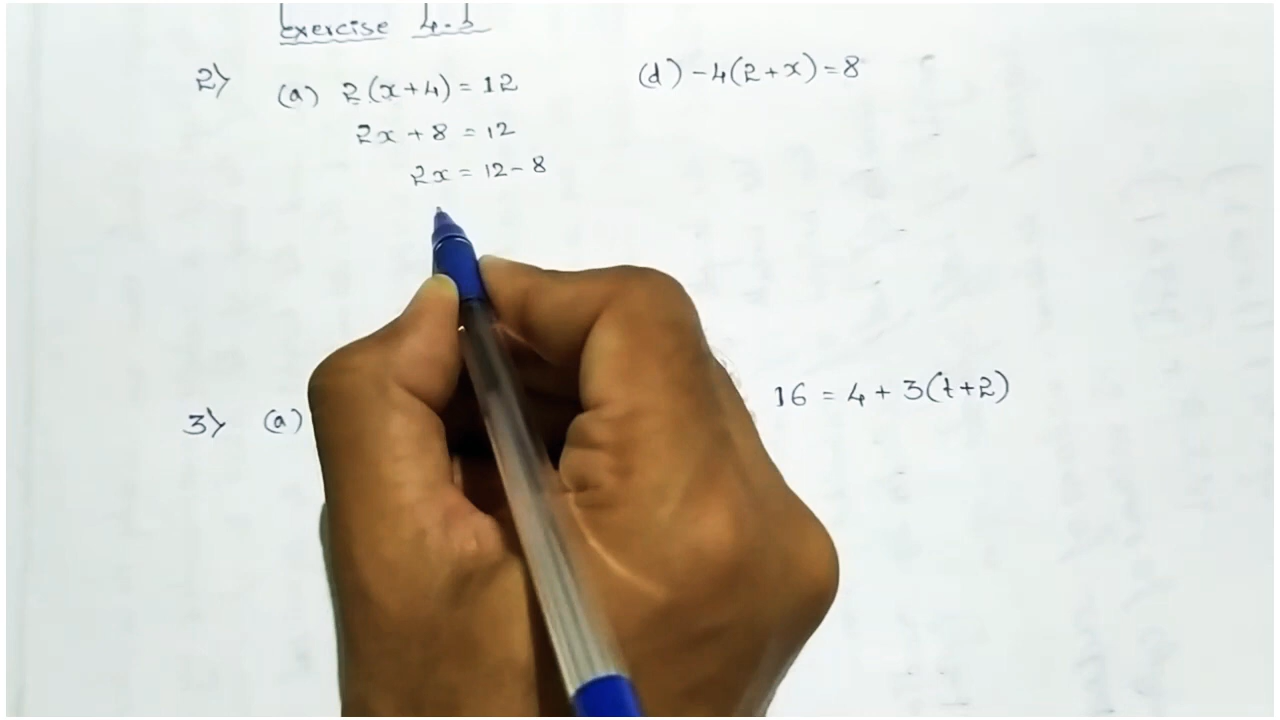 Exercise 4.3
2) (a) 2(x+4) = 12
2x + 8 = 12
2x = 12 - 8
(d) -4(2+x) = 8
3) (a)
16 = 4 + 3(t+2)